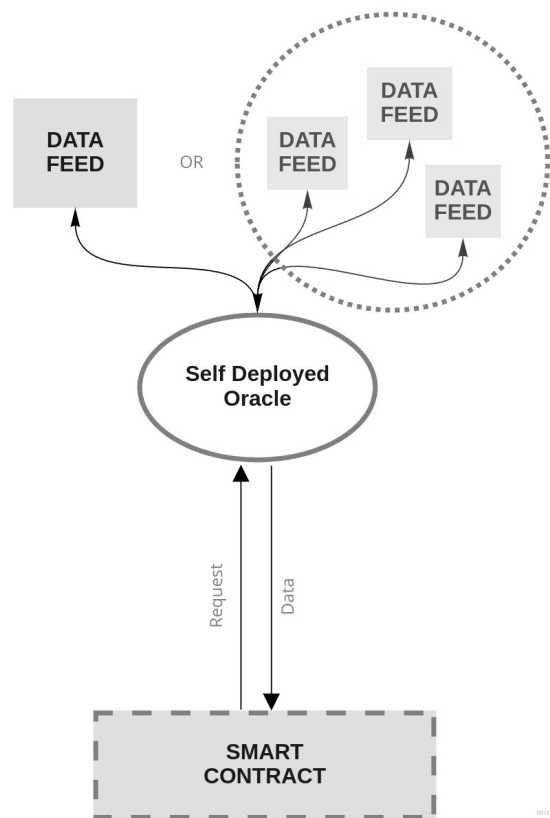 DATA
FEED
OR
DATA
FEED
DATA
FEED
DATA
FEED
Self Deployed
Oracle
Request
Data
SMART
CONTRACT